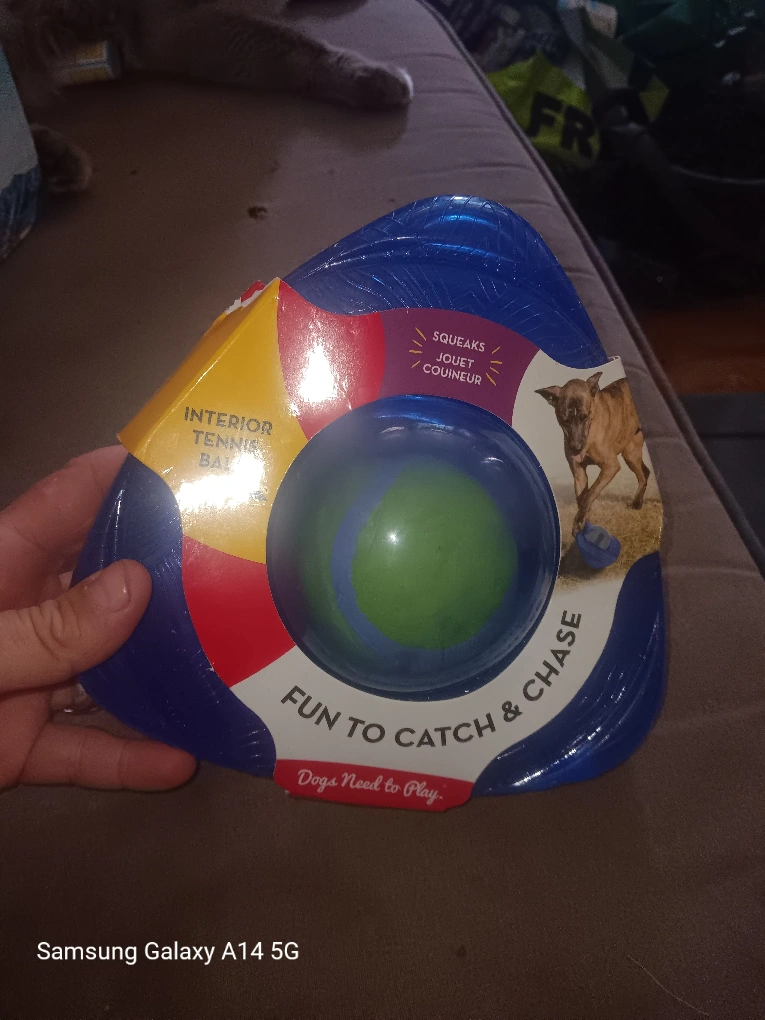 FR
SQUEAKS
JOUET
COUINEUR
INTERIOR
TENNIS
FUN TO CATCH & CHASE
Dogs Need to Play.
Samsung Galaxy A14 5G